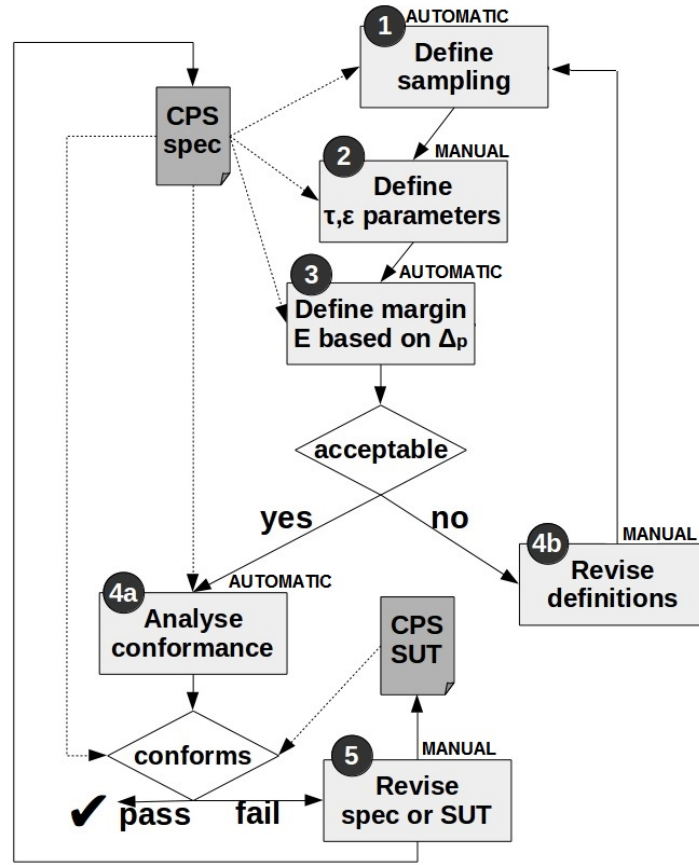 1
AUTOMATIC
Define
sampling
CPS
spec
2
MANUAL
Define
τ,ε parameters
3
AUTOMATIC
Define margin
E based on Δp
acceptable
yes
no
4b
MANUAL
Revise
definitions
4a
AUTOMATIC
Analyse
conformance
CPS
SUT
conforms
5
MANUAL
Revise
spec or SUT
✔ pass
fail